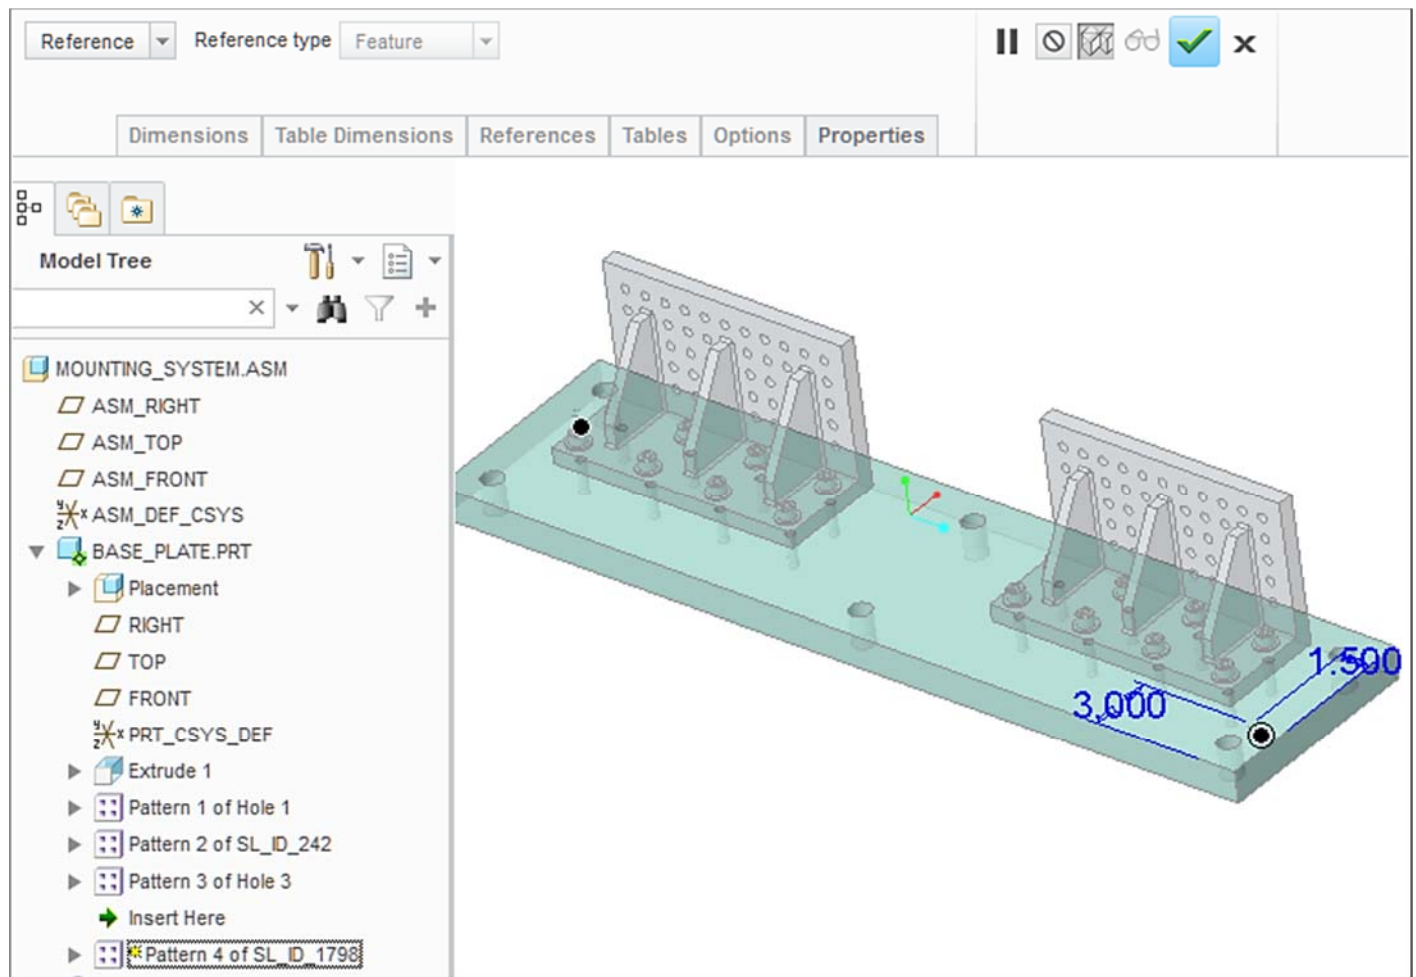 Reference Reference type Feature
Dimensions Table Dimensions References Tables Options Properties
Model Tree
MOUNTING_SYSTEM.ASM
ASM_RIGHT
ASM_TOP
ASM_FRONT
ASM_DEF_CSYS
BASE_PLATE.PRT
Placement
RIGHT
TOP
FRONT
PRT_CSYS_DEF
Extrude 1
Pattern 1 of Hole 1
Pattern 2 of SL_ID_242
Pattern 3 of Hole 3
Insert Here
Pattern 4 of SL_ID_1798
1.500
3.000